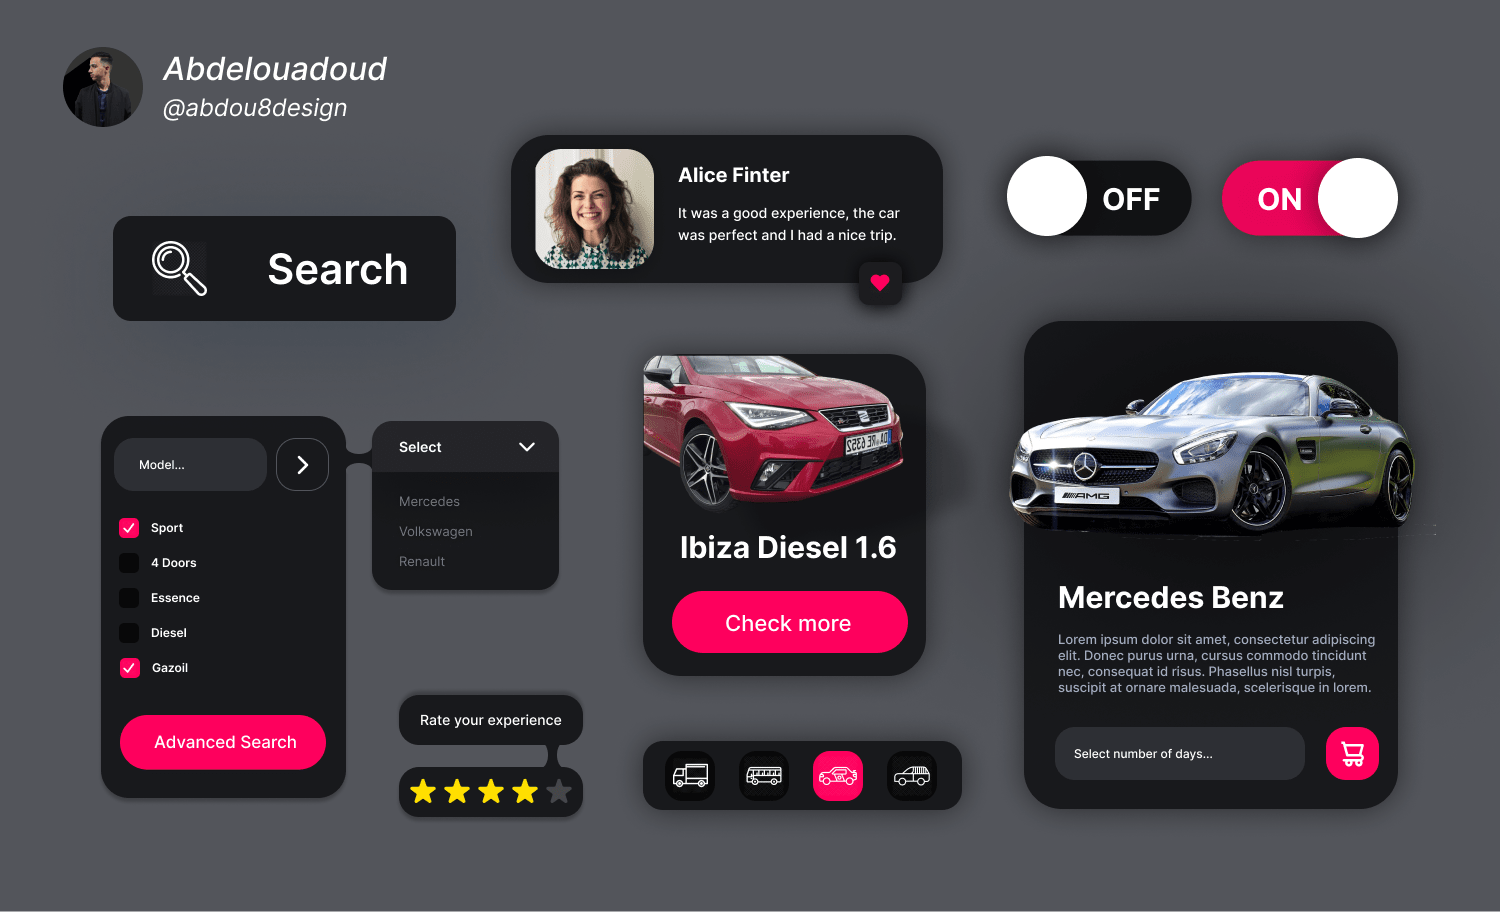 Abdelouadoud
@abdou8design
Search
Alice Finter
It was a good experience, the car
was perfect and I had a nice trip.
OFF
ON
Model...
Sport
4 Doors
Essence
Diesel
Gazoil
Advanced Search
Select
Mercedes
Volkswagen
Renault
Rate your experience
Ibiza Diesel 1.6
Check more
AMG
Mercedes Benz
Lorem ipsum dolor sit amet, consectetur adipiscing
elit. Donec purus urna, cursus commodo tincidunt
nec, consequat id risus. Phasellus nisl turpis,
suscipit at ornare malesuada, scelerisque in lorem.
Select number of days...